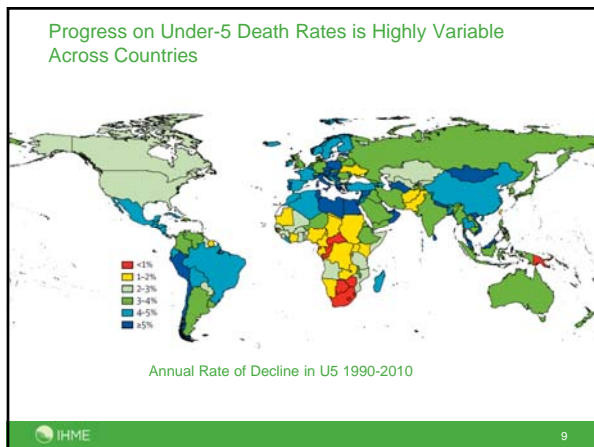 Progress on Under-5 Death Rates is Highly Variable
Across Countries
<1%
1–2%
2–3%
3–4%
4–5%
≥5%
Annual Rate of Decline in U5 1990-2010
IHME
9